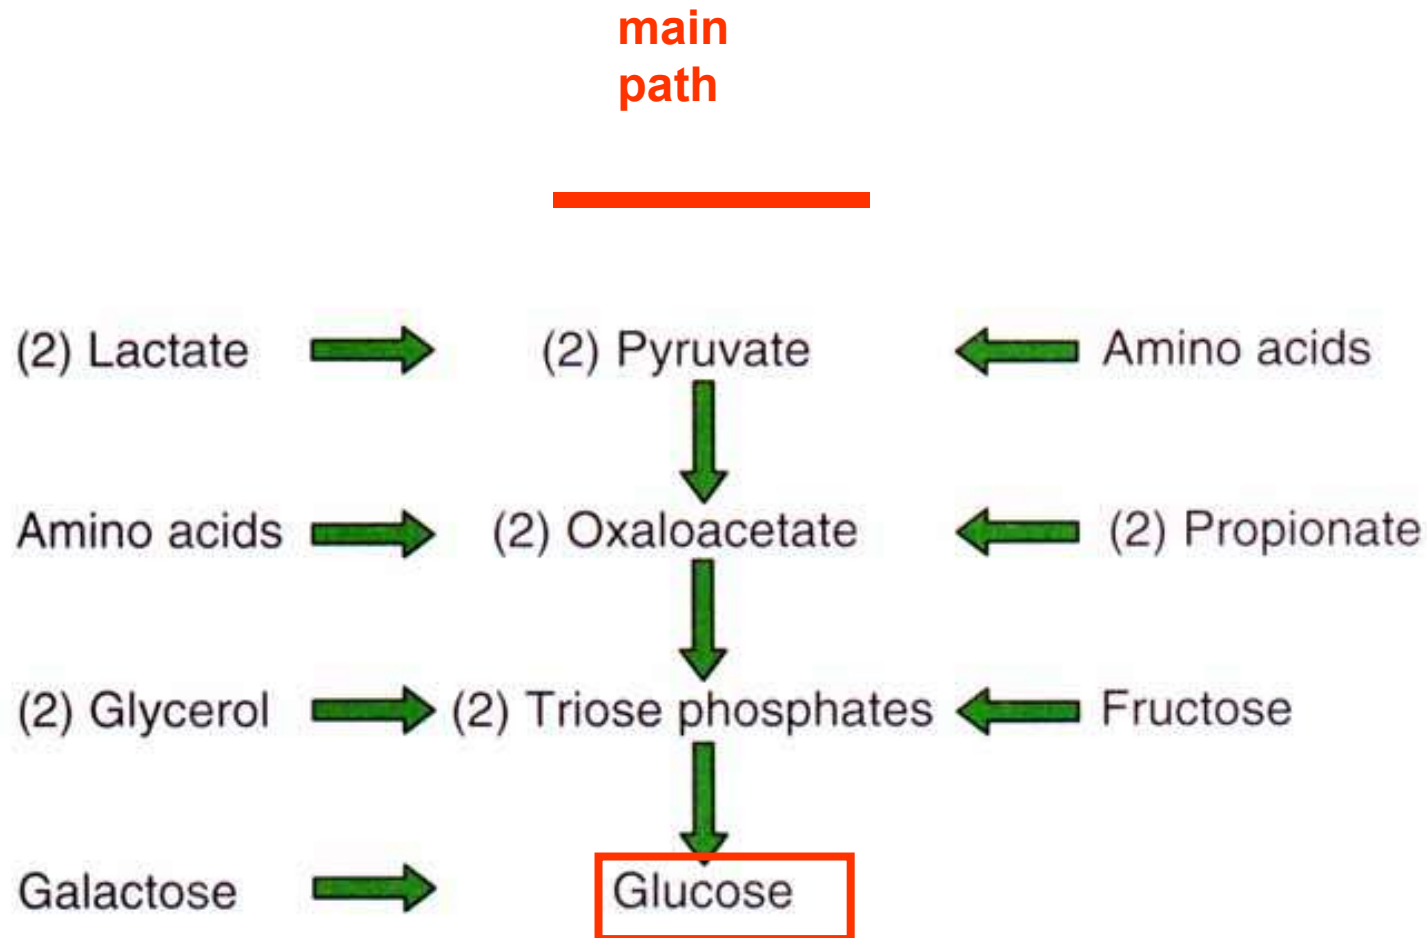 main
path
(2) Lactate (2) Pyruvate Amino acids
Amino acids (2) Oxaloacetate (2) Propionate
(2) Glycerol (2) Triose phosphates Fructose
Galactose Glucose